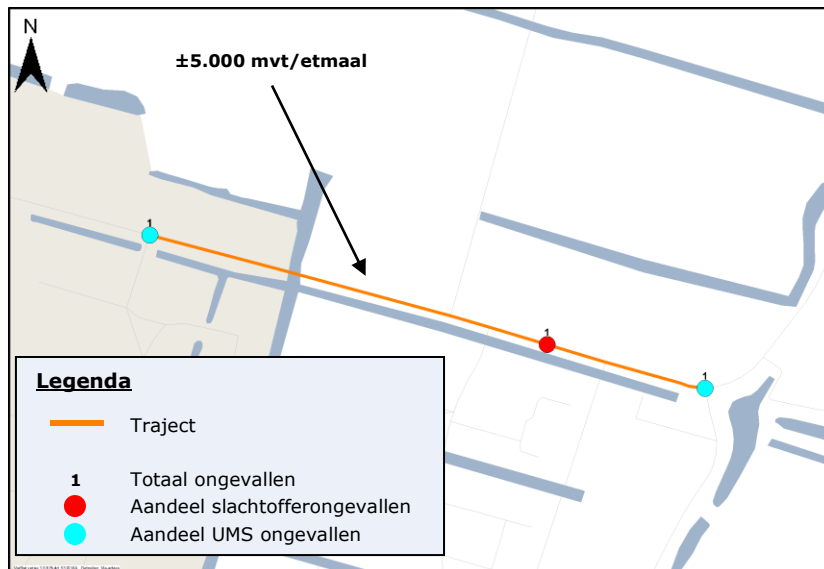 N
±5.000 mvt/etmaal
1
1
1
Legenda
Traject
1 Totaal ongevallen
Aandeel slachtofferongevallen
Aandeel UMS ongevallen